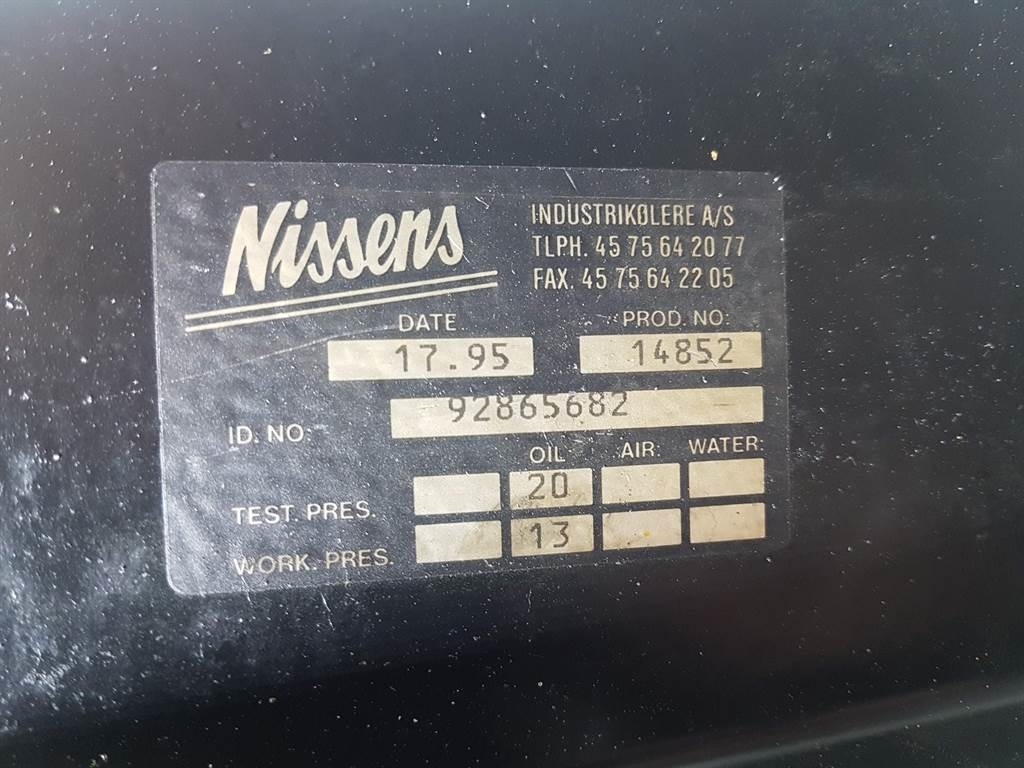 Nissens
INDUSTRIKØLERE A/S
TLPH. 45 75 64 20 77
FAX. 45 75 64 22 05
DATE PROD. NO:
17.95 14852
ID. NO: 92865682
OIL AIR: WATER:
TEST. PRES. 20
WORK. PRES. 13